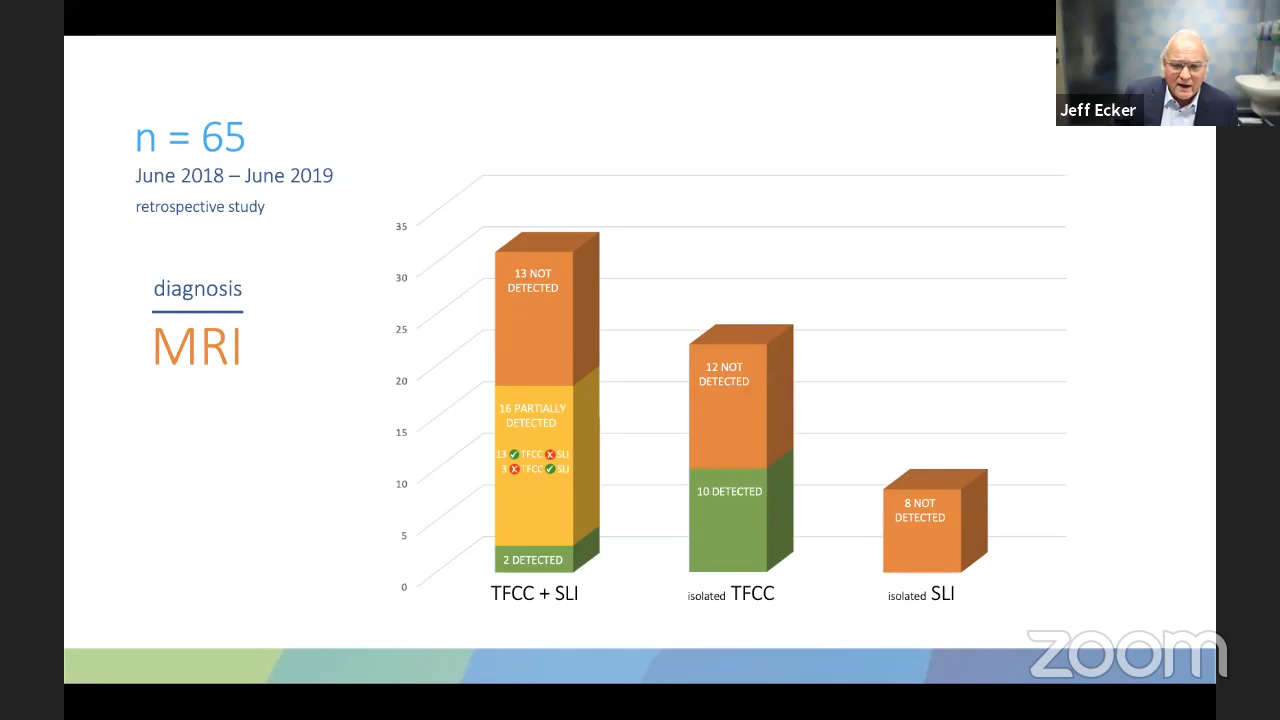 Jeff Ecker
n = 65
June 2018 – June 2019
retrospective study
diagnosis
MRI
35
30
25
20
15
10
5
0
13 NOT
DETECTED
16 PARTIALLY
DETECTED
13 TFCC SLI
3 TFCC SLI
2 DETECTED
12 NOT
DETECTED
10 DETECTED
8 NOT
DETECTED
TFCC + SLI
isolated TFCC
isolated SLI
zoom